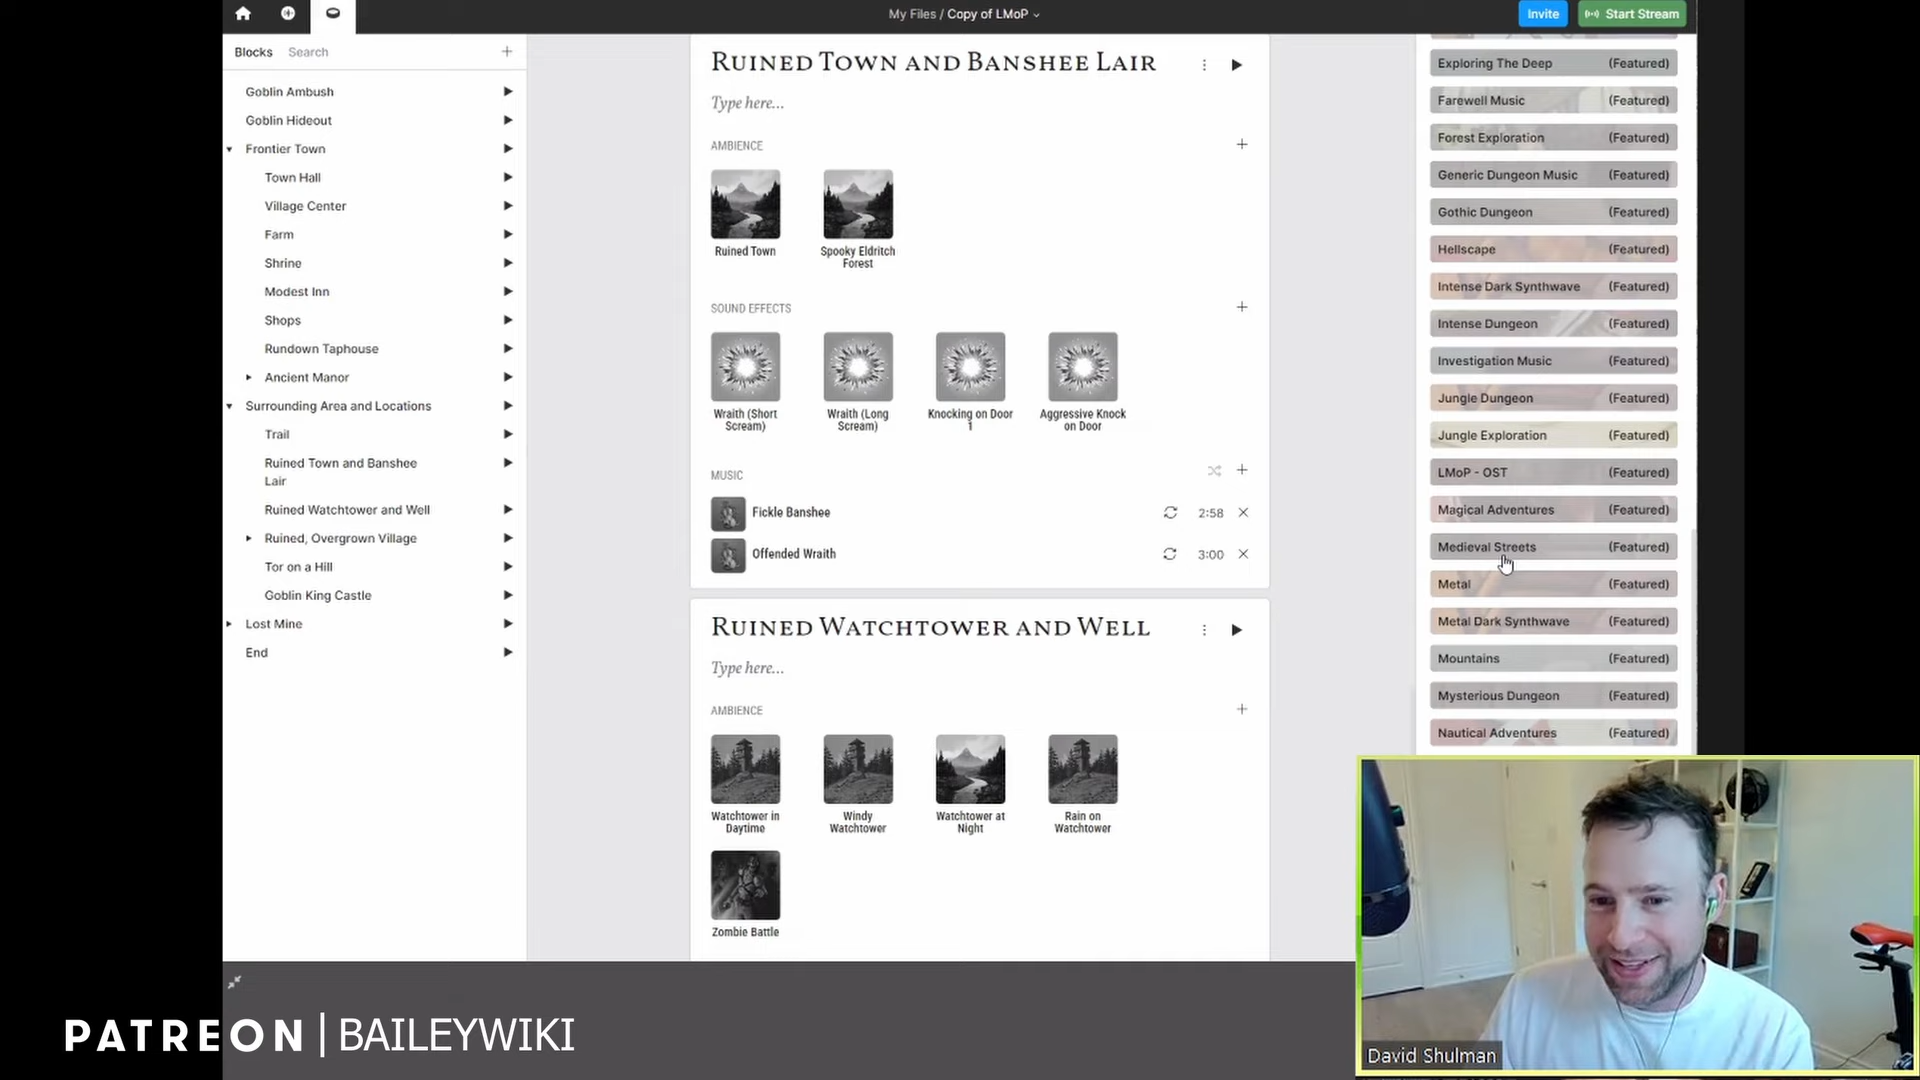 My Files / Copy of LMoP
Invite
Start Stream
Blocks
Search
Goblin Ambush
Goblin Hideout
Frontier Town
Town Hall
Village Center
Farm
Shrine
Modest Inn
Shops
Rundown Taphouse
Ancient Manor
Surrounding Area and Locations
Trail
Ruined Town and Banshee
Lair
Ruined Watchtower and Well
Ruined, Overgrown Village
Tor on a Hill
Goblin King Castle
Lost Mine
End
Ruined Town and Banshee Lair
Type here...
AMBIENCE
Ruined Town
Spooky Eldritch
Forest
SOUND EFFECTS
Wraith (Short
Scream)
Wraith (Long
Scream)
Knocking on Door
1
Aggressive Knock
on Door
MUSIC
Fickle Banshee
2:58
Offended Wraith
3:00
Ruined Watchtower and Well
Type here...
AMBIENCE
Watchtower in
Daytime
Windy
Watchtower
Watchtower at
Night
Rain on
Watchtower
Zombie Battle
Exploring The Deep (Featured)
Farewell Music (Featured)
Forest Exploration (Featured)
Generic Dungeon Music (Featured)
Gothic Dungeon (Featured)
Hellscape (Featured)
Intense Dark Synthwave (Featured)
Intense Dungeon (Featured)
Investigation Music (Featured)
Jungle Dungeon (Featured)
Jungle Exploration (Featured)
LMoP - OST (Featured)
Magical Adventures (Featured)
Medieval Streets (Featured)
Metal (Featured)
Metal Dark Synthwave (Featured)
Mountains (Featured)
Mysterious Dungeon (Featured)
Nautical Adventures (Featured)
PATREON | BAILEYWIKI
David Shulman